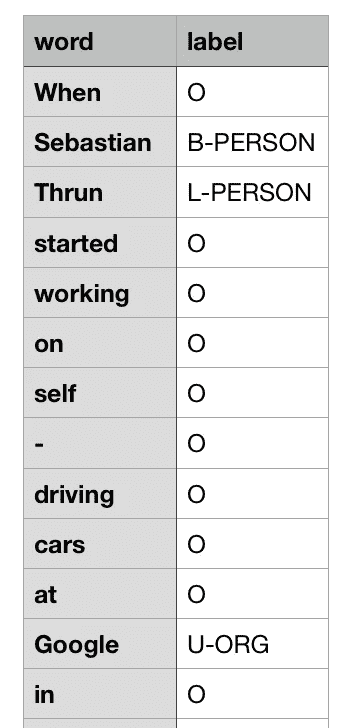 word label
When O
Sebastian B-PERSON
Thrun L-PERSON
started O
working O
on O
self O
- O
driving O
cars O
at O
Google U-ORG
in O